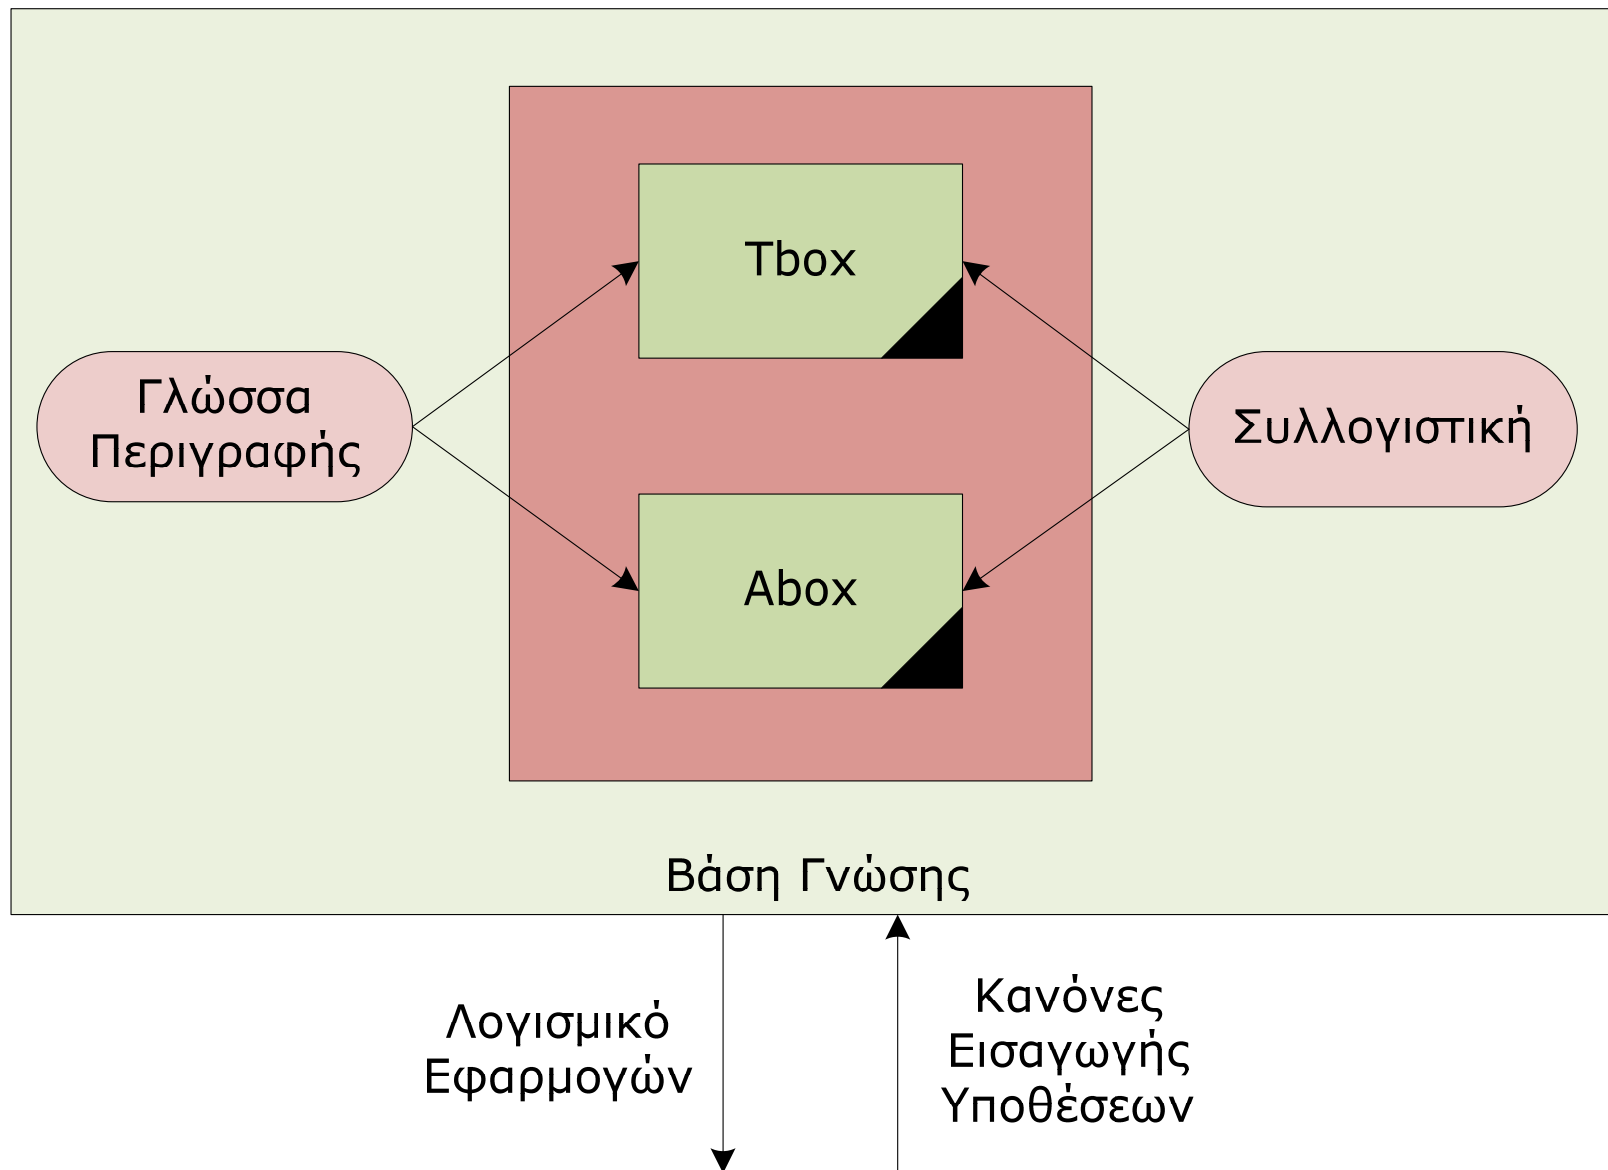 Tbox
Γλώσσα
Περιγραφής
Συλλογιστική
Abox
Βάση Γνώσης
Λογισμικό
Εφαρμογών
Κανόνες
Εισαγωγής
Υποθέσεων